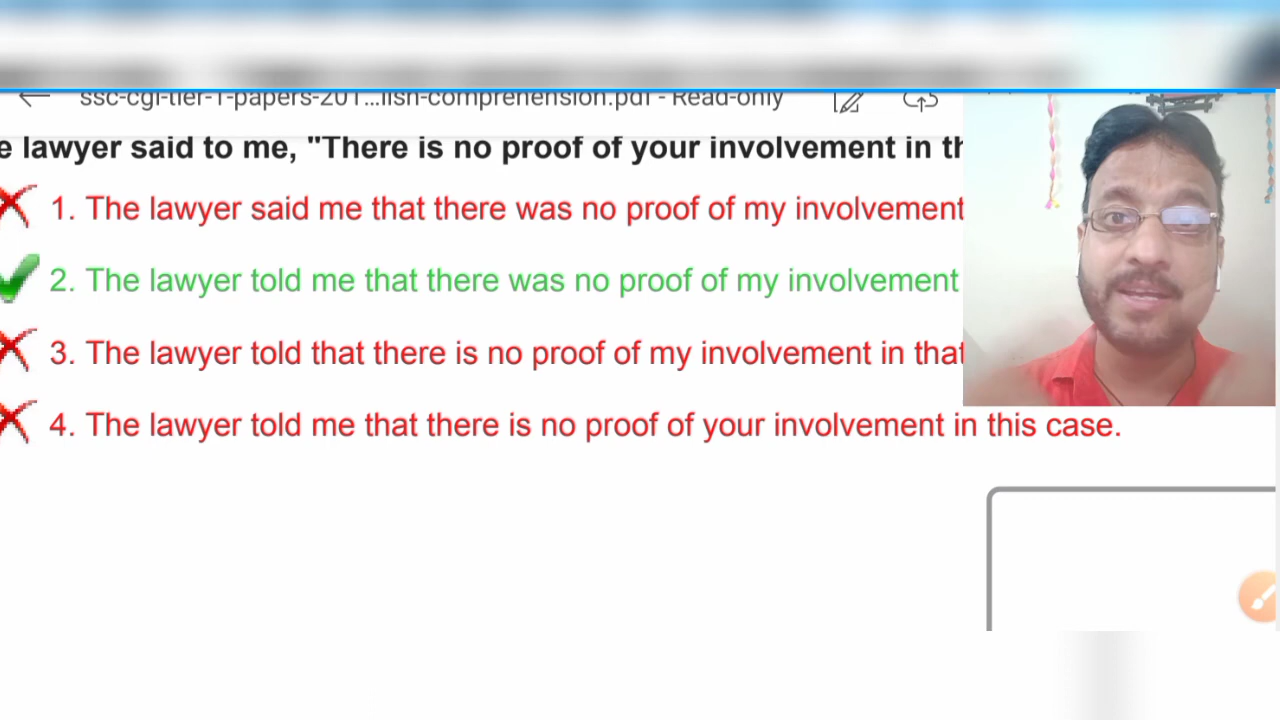 ssc-cgl-tier-1-papers-201...lish-comprehension.pdf - Read-only
e lawyer said to me, "There is no proof of your involvement in th
1. The lawyer said me that there was no proof of my involvement
2. The lawyer told me that there was no proof of my involvement
3. The lawyer told that there is no proof of my involvement in that
4. The lawyer told me that there is no proof of your involvement in this case.